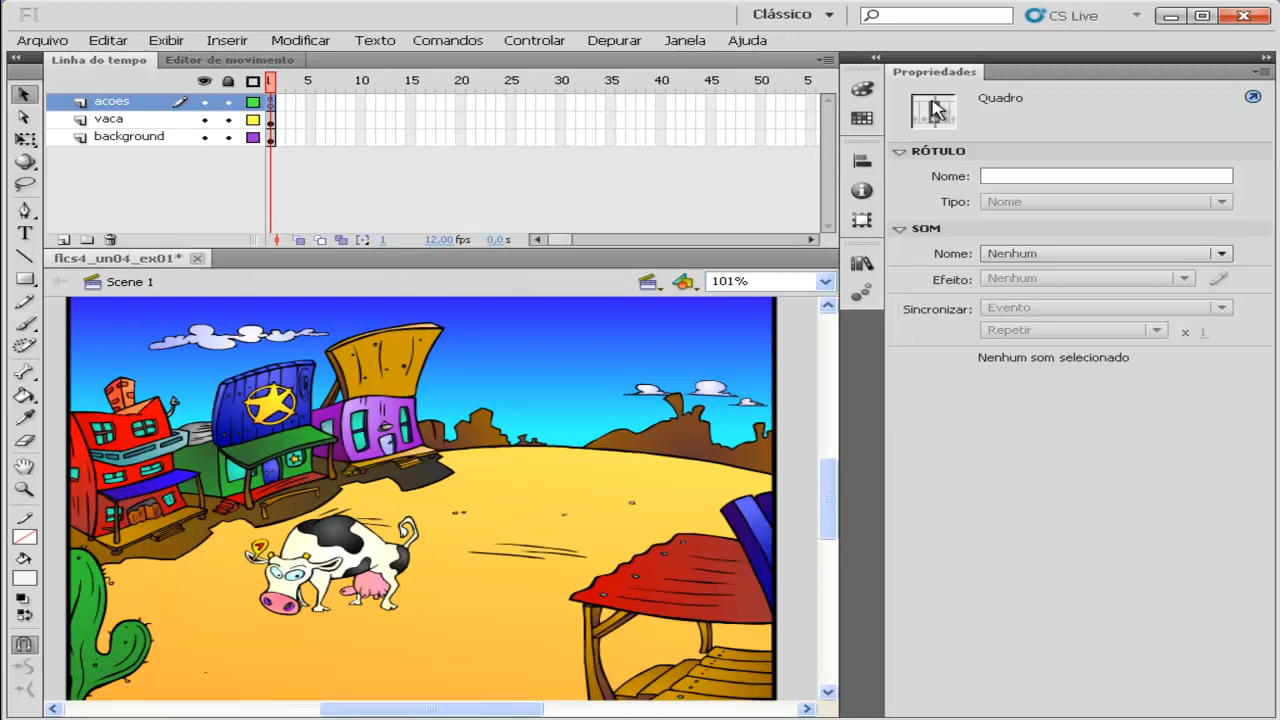 Fl
Clássico
CS Live
Arquivo Editar Exibir Inserir Modificar Texto Comandos Controlar Depurar Janela Ajuda
Linha do tempo Editor de movimento
1 5 10 15 20 25 30 35 40 45 50 5
acoes
vaca
background
1 12,00 fps 0,0 s
flcs4_un04_ex01*
Scene 1
101%
Propriedades
Quadro
RÓTULO
Nome:
Tipo: Nome
SOM
Nome: Nenhum
Efeito: Nenhum
Sincronizar: Evento
Repetir x 1
Nenhum som selecionado